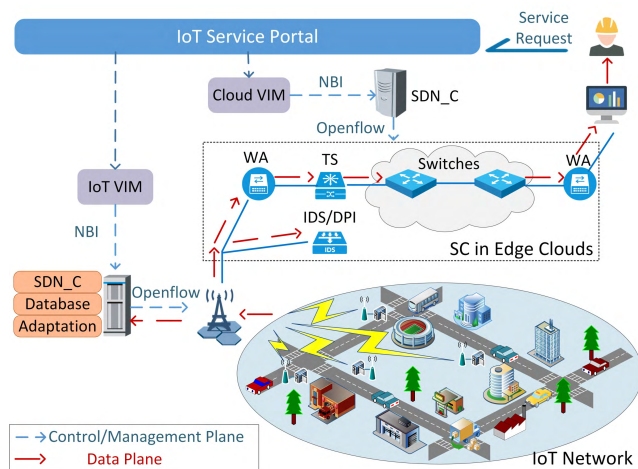 IoT Service Portal
Service
Request
Cloud VIM
NBI
SDN_C
Openflow
WA
TS
Switches
WA
IoT VIM
IDS/DPI
IDS
NBI
SC in Edge Clouds
SDN_C
Database
Adaptation
Openflow
Control/Management Plane
Data Plane
IoT Network